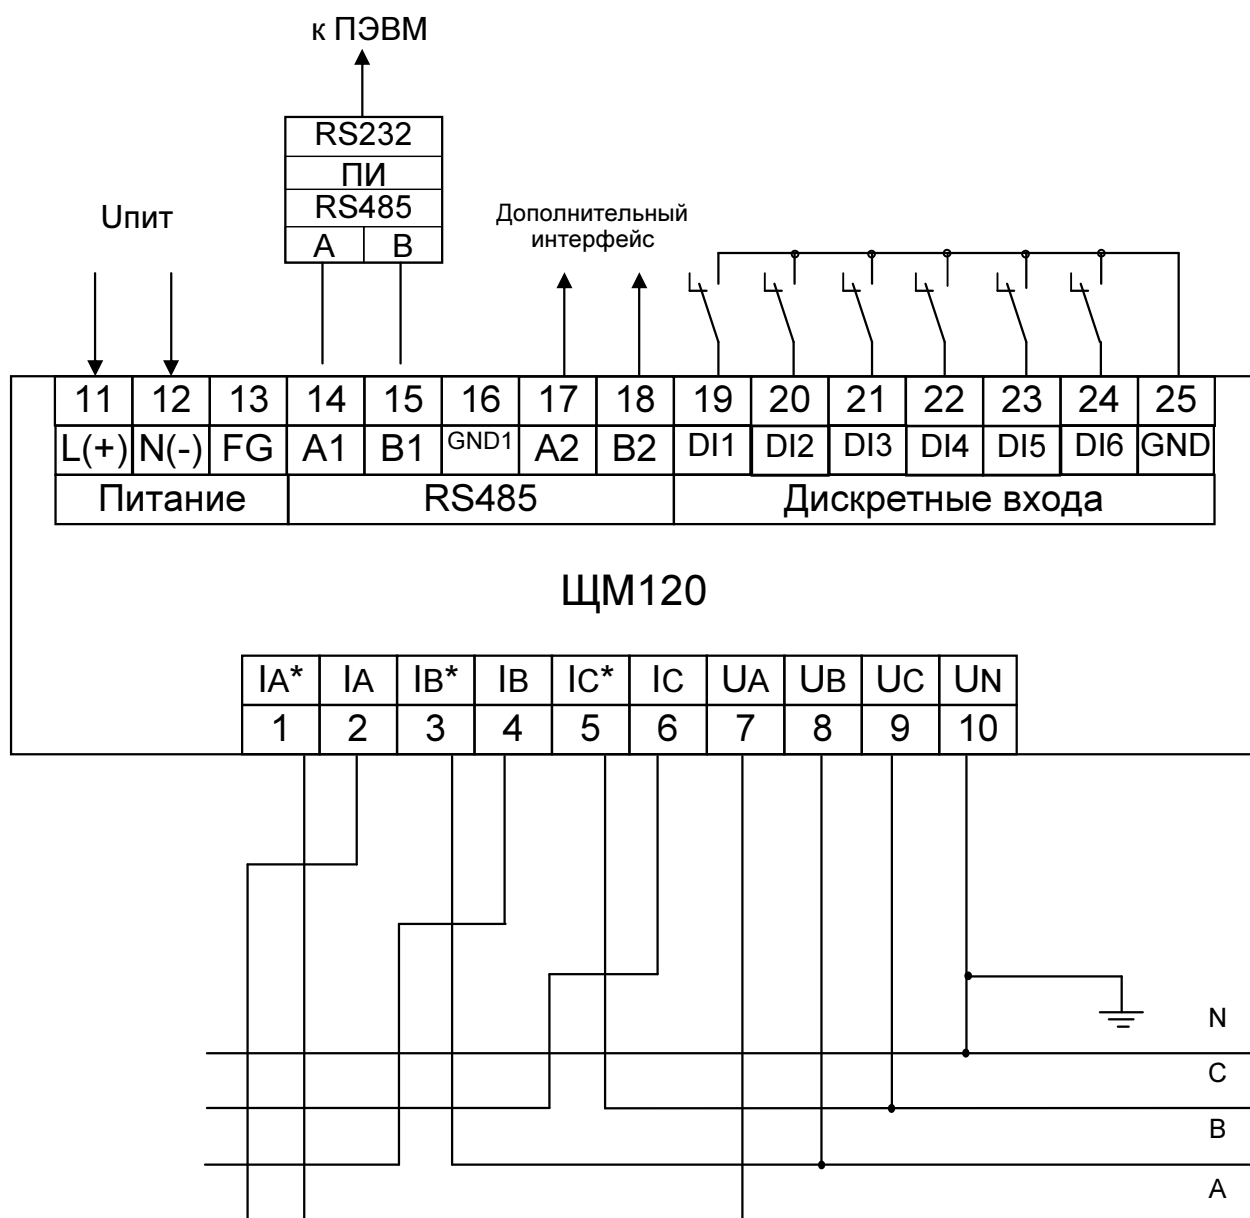 к ПЭВМ
RS232
ПИ
RS485
A B
Uпит
Дополнительный
интерфейс
11 12 13 14 15 16 17 18 19 20 21 22 23 24 25
L(+) N(-) FG A1 B1 GND1 A2 B2 DI1 DI2 DI3 DI4 DI5 DI6 GND
Питание RS485 Дискретные входа
ЩМ120
IA* IA IB* IB IC* IC UA UB UC UN
1 2 3 4 5 6 7 8 9 10
N
C
B
A